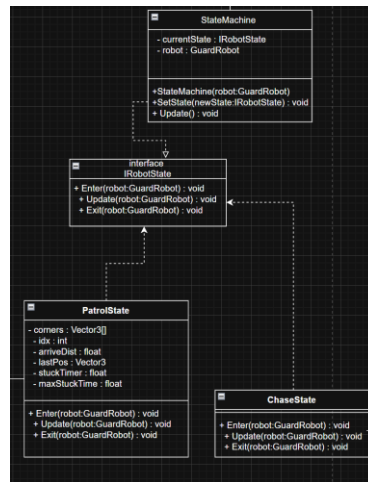 StateMachine
- currentState : IRobotState
- robot : GuardRobot
+StateMachine(robot:GuardRobot)
+SetState(newState:IRobotState) : void
+ Update() : void
interface
IRobotState
+ Enter(robot:GuardRobot) : void
+ Update(robot:GuardRobot) : void
+ Exit(robot:GuardRobot) : void
PatrolState
- corners : Vector3[]
- idx : int
- arriveDist : float
- lastPos : Vector3
- stuckTimer : float
- maxStuckTime : float
+ Enter(robot:GuardRobot) : void
+ Update(robot:GuardRobot) : void
+ Exit(robot:GuardRobot) : void
ChaseState
+ Enter(robot:GuardRobot) : void
+ Update(robot:GuardRobot) : void
+ Exit(robot:GuardRobot) : void